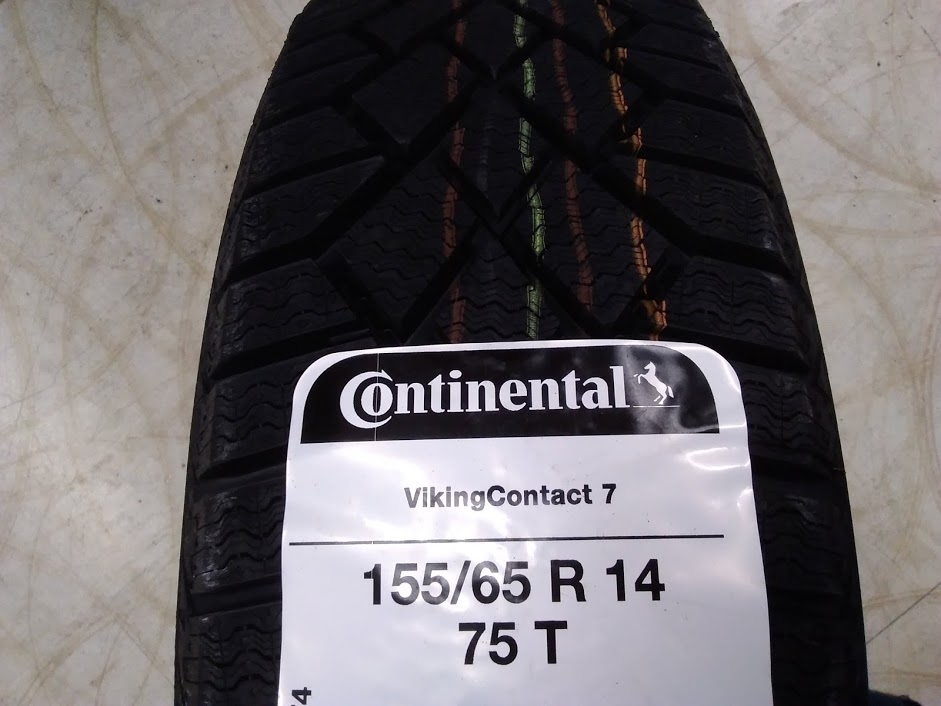 Continental
VikingContact 7
155/65 R 14
75 T